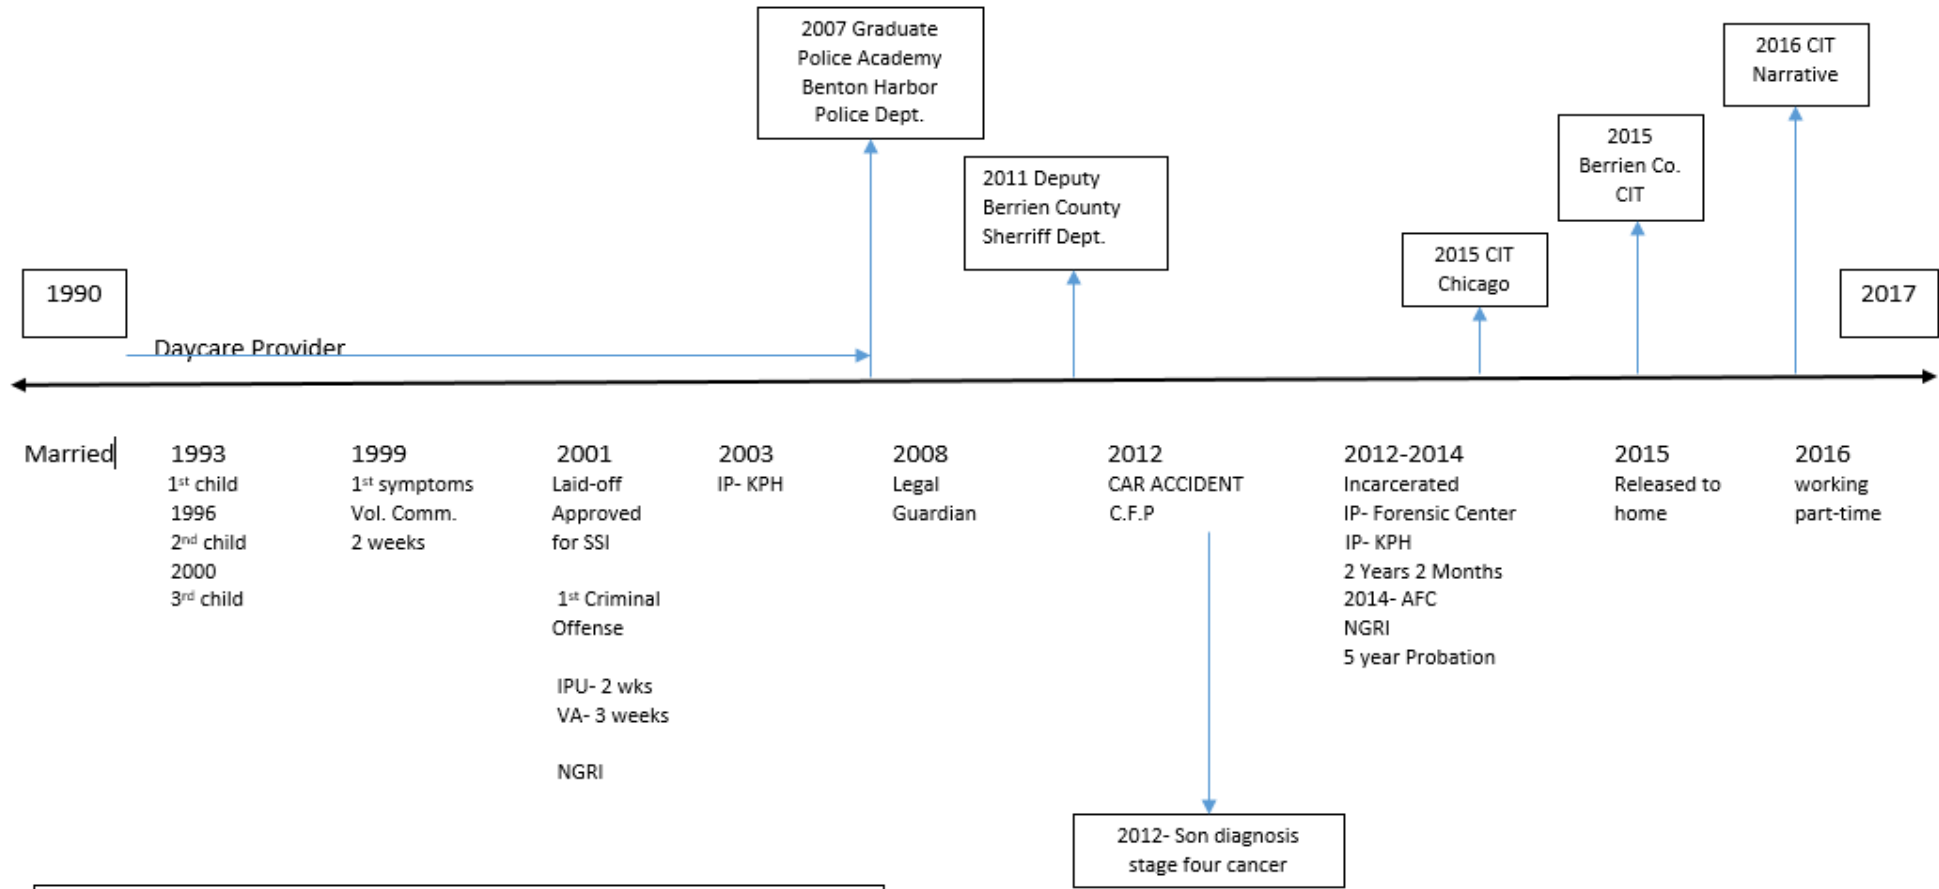 2007 Graduate
Police Academy
Benton Harbor
Police Dept.
2011 Deputy
Berrien County
Sherriff Dept.
2015 CIT
Chicago
2015
Berrien Co.
CIT
2016 CIT
Narrative
1990
2017
Daycare Provider
Married
1993
1st child
1996
2nd child
2000
3rd child
1999
1st symptoms
Vol. Comm.
2 weeks
2001
Laid-off
Approved
for SSI
1st Criminal
Offense
IPU- 2 wks
VA- 3 weeks
NGRI
2003
IP- KPH
2008
Legal
Guardian
2012
CAR ACCIDENT
C.F.P
2012-2014
Incarcerated
IP- Forensic Center
IP- KPH
2 Years 2 Months
2014- AFC
NGRI
5 year Probation
2015
Released to
home
2016
working
part-time
2012- Son diagnosis
stage four cancer